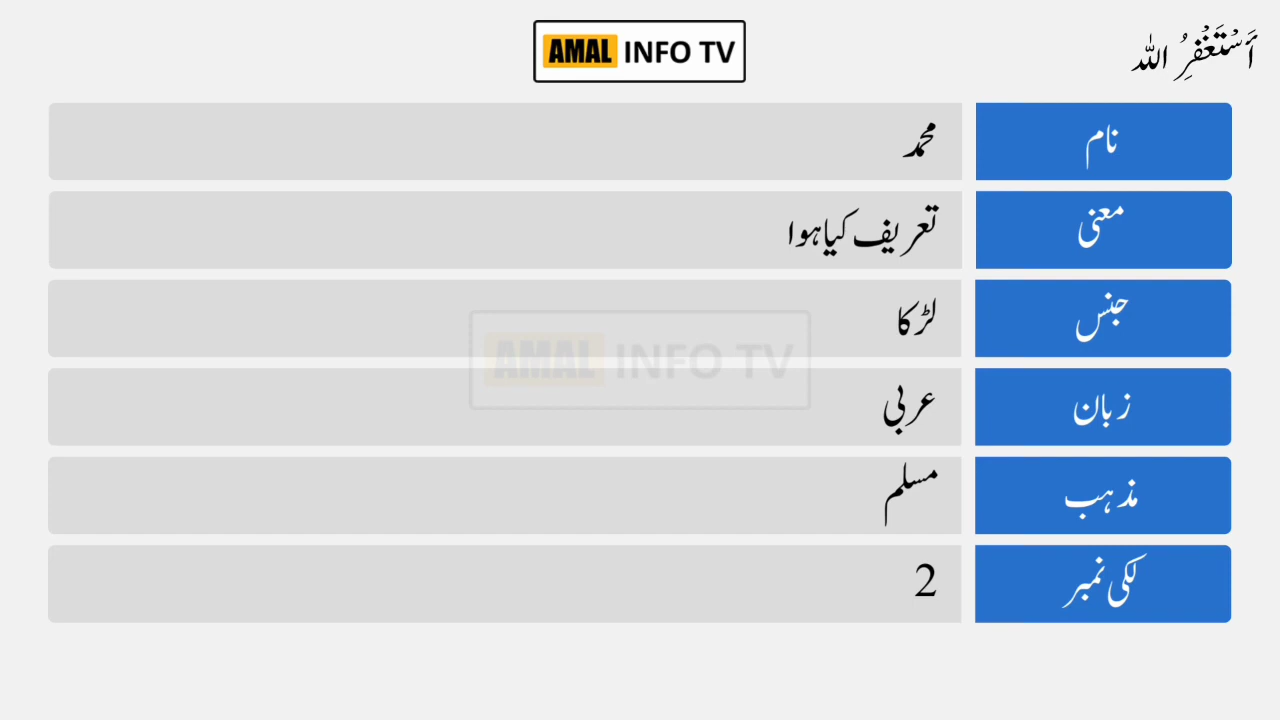 AMAL INFO TV
أَسْتَغْفِرُ اللہ
نام محمد
معنی تعریف کیا ہوا
جنس لڑکا
زبان عربی
مذہب مسلم
لکی نمبر 2
AMAL INFO TV